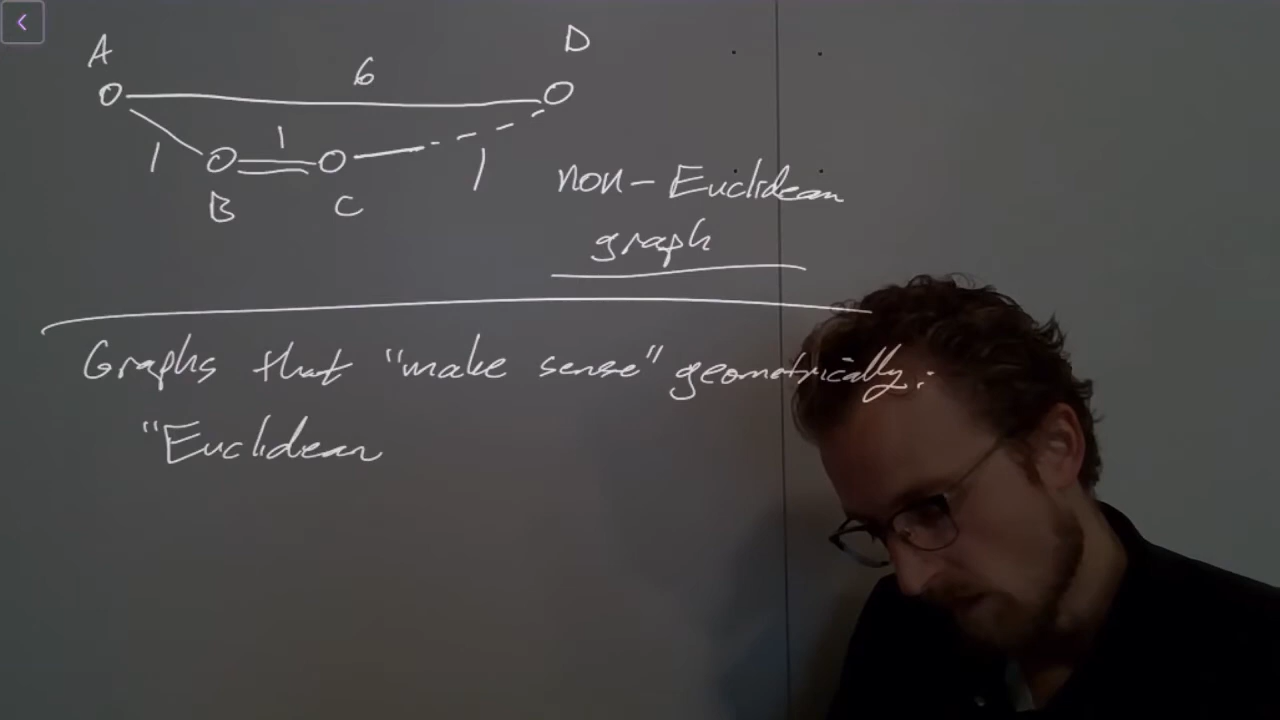 A D
6
1 1 1
B C
non-Euclidean
graph
Graphs that "make sense" geometrically:
"Euclidean